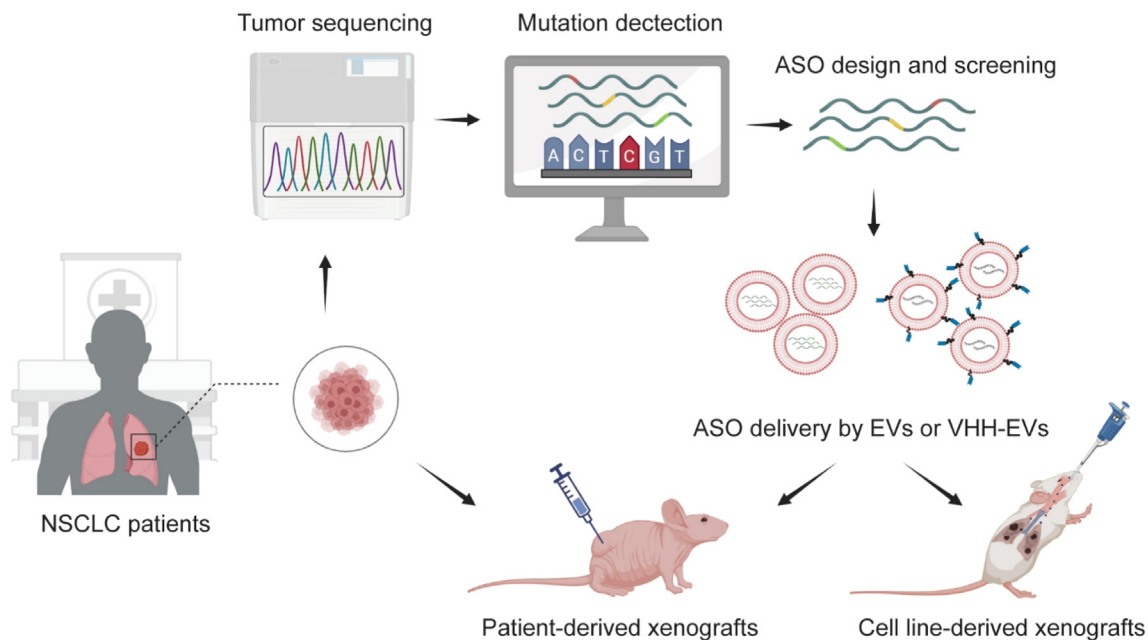 Tumor sequencing
Mutation dectection
ASO design and screening
A C T C G T
ASO delivery by EVs or VHH-EVs
NSCLC patients
Patient-derived xenografts
Cell line-derived xenografts